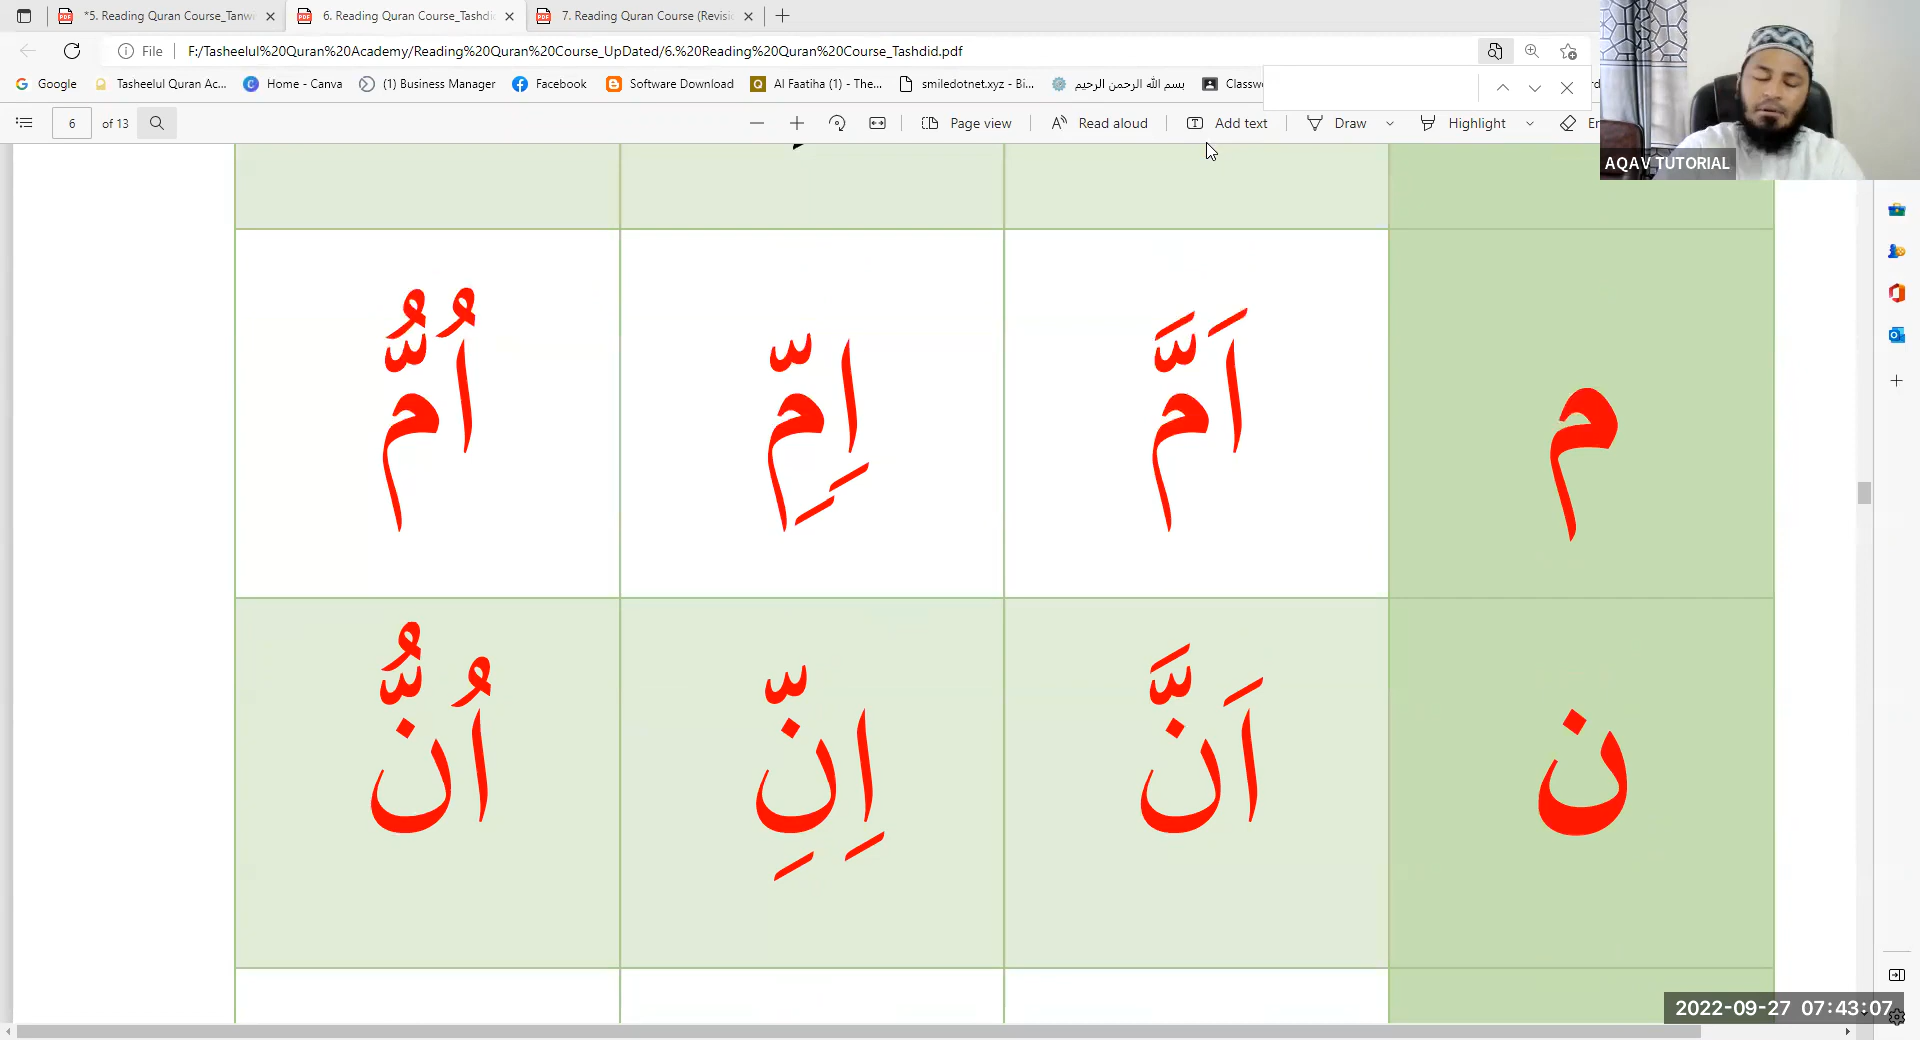 *5. Reading Quran Course_Tanw
6. Reading Quran Course_Tashdi
7. Reading Quran Course (Revisi
File F:/Tasheelul%20Quran%20Academy/Reading%20Quran%20Course_UpDated/6.%20Reading%20Quran%20Course_Tashdid.pdf
Google Tasheelul Quran Ac... Home - Canva (1) Business Manager Facebook Software Download Al Faatiha (1) - The... smiledotnet.xyz - Bi... بسم الله الرحمن الرحيم Classw
6 of 13 Page view Read aloud Add text Draw Highlight Er
AQAV TUTORIAL
م اَمَّ اِمِّ اُمُّ
ن اَنَّ اِنِّ اُنُّ
2022-09-27 07:43:07